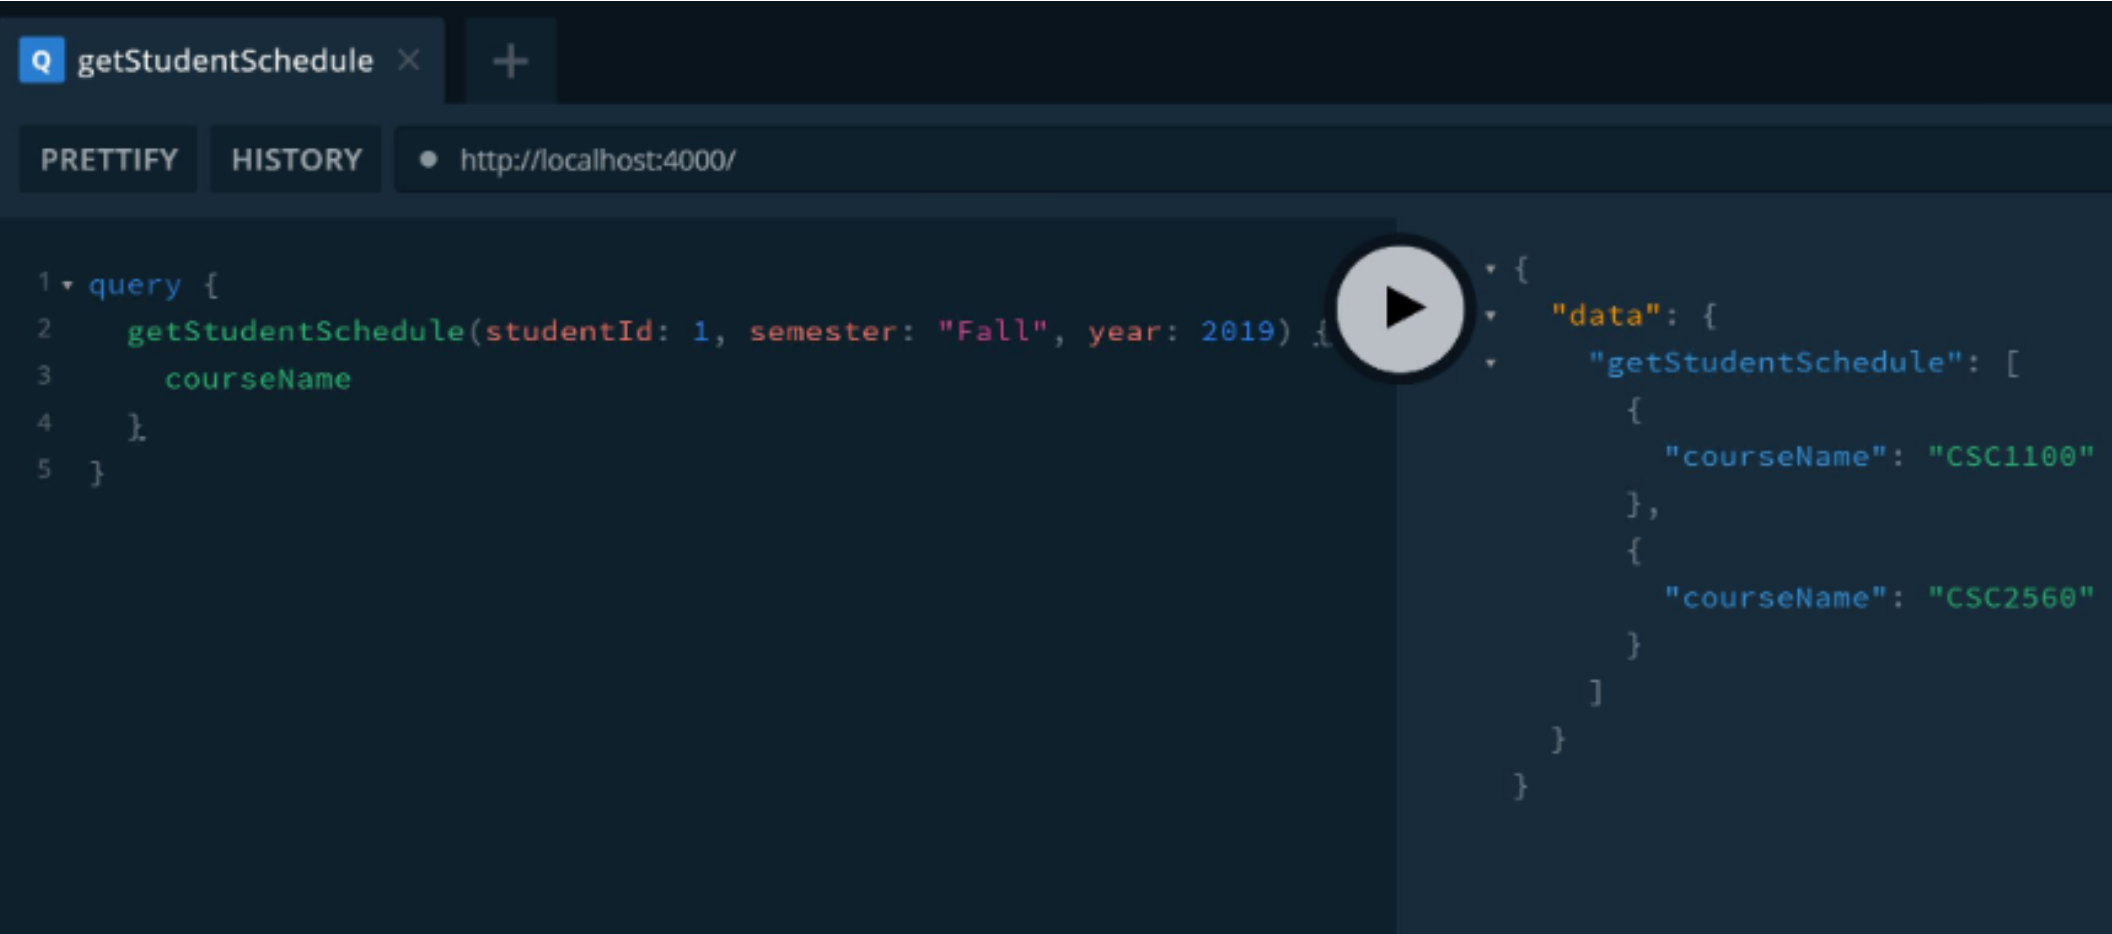 Q getStudentSchedule × +
PRETTIFY HISTORY http://localhost:4000/
1 query {
2 getStudentSchedule(studentId: 1, semester: "Fall", year: 2019) {
3 courseName
4 }
5 }
{
"data": {
"getStudentSchedule": [
{
"courseName": "CSC1100"
},
{
"courseName": "CSC2560"
}
]
}
}